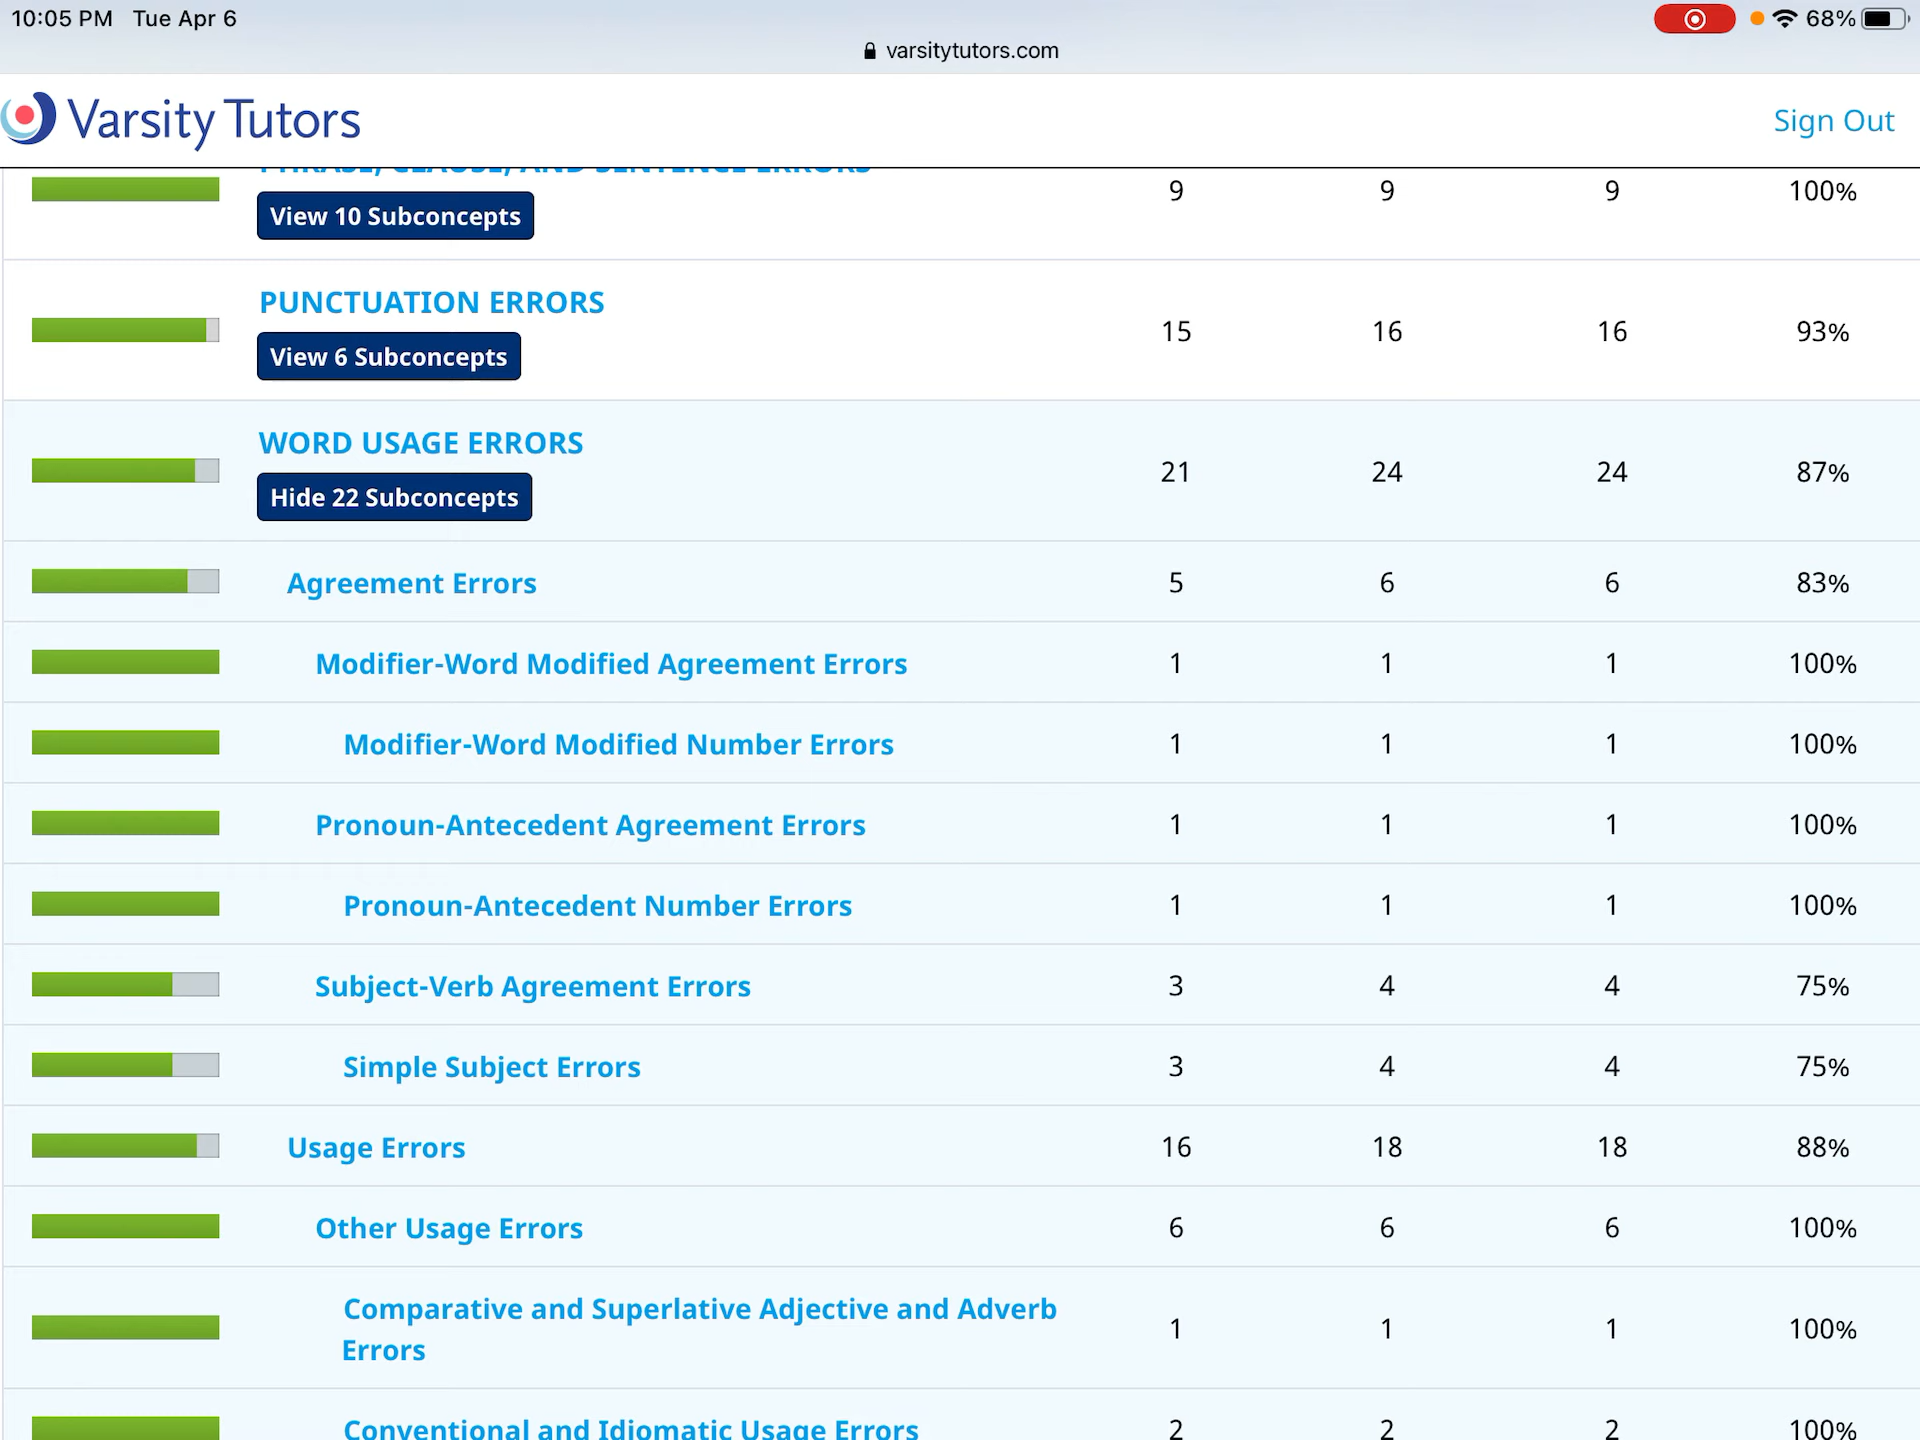 10:05 PM Tue Apr 6 68%
varsitytutors.com
Varsity Tutors Sign Out
PHRASE, CLAUSE, AND SENTENCE ERRORS
View 10 Subconcepts 9 9 9 100%
PUNCTUATION ERRORS
View 6 Subconcepts 15 16 16 93%
WORD USAGE ERRORS
Hide 22 Subconcepts 21 24 24 87%
Agreement Errors 5 6 6 83%
Modifier-Word Modified Agreement Errors 1 1 1 100%
Modifier-Word Modified Number Errors 1 1 1 100%
Pronoun-Antecedent Agreement Errors 1 1 1 100%
Pronoun-Antecedent Number Errors 1 1 1 100%
Subject-Verb Agreement Errors 3 4 4 75%
Simple Subject Errors 3 4 4 75%
Usage Errors 16 18 18 88%
Other Usage Errors 6 6 6 100%
Comparative and Superlative Adjective and Adverb
Errors 1 1 1 100%
Conventional and Idiomatic Usage Errors 2 2 2 100%